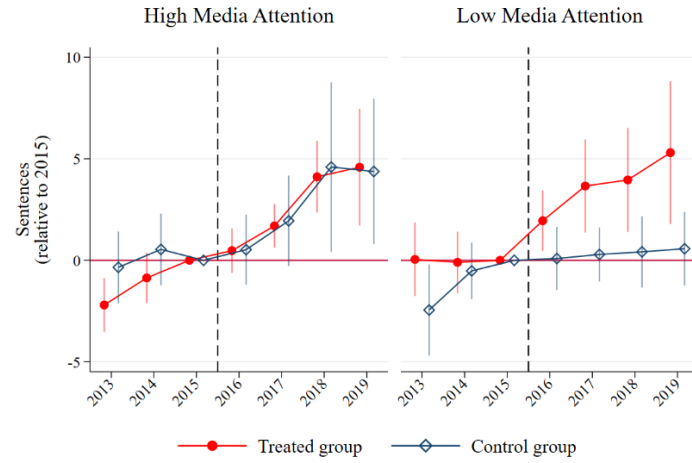 High Media Attention
Low Media Attention
Sentences
(relative to 2015)
10
5
0
-5
2013 2014 2015 2016 2017 2018 2019
2013 2014 2015 2016 2017 2018 2019
Treated group
Control group